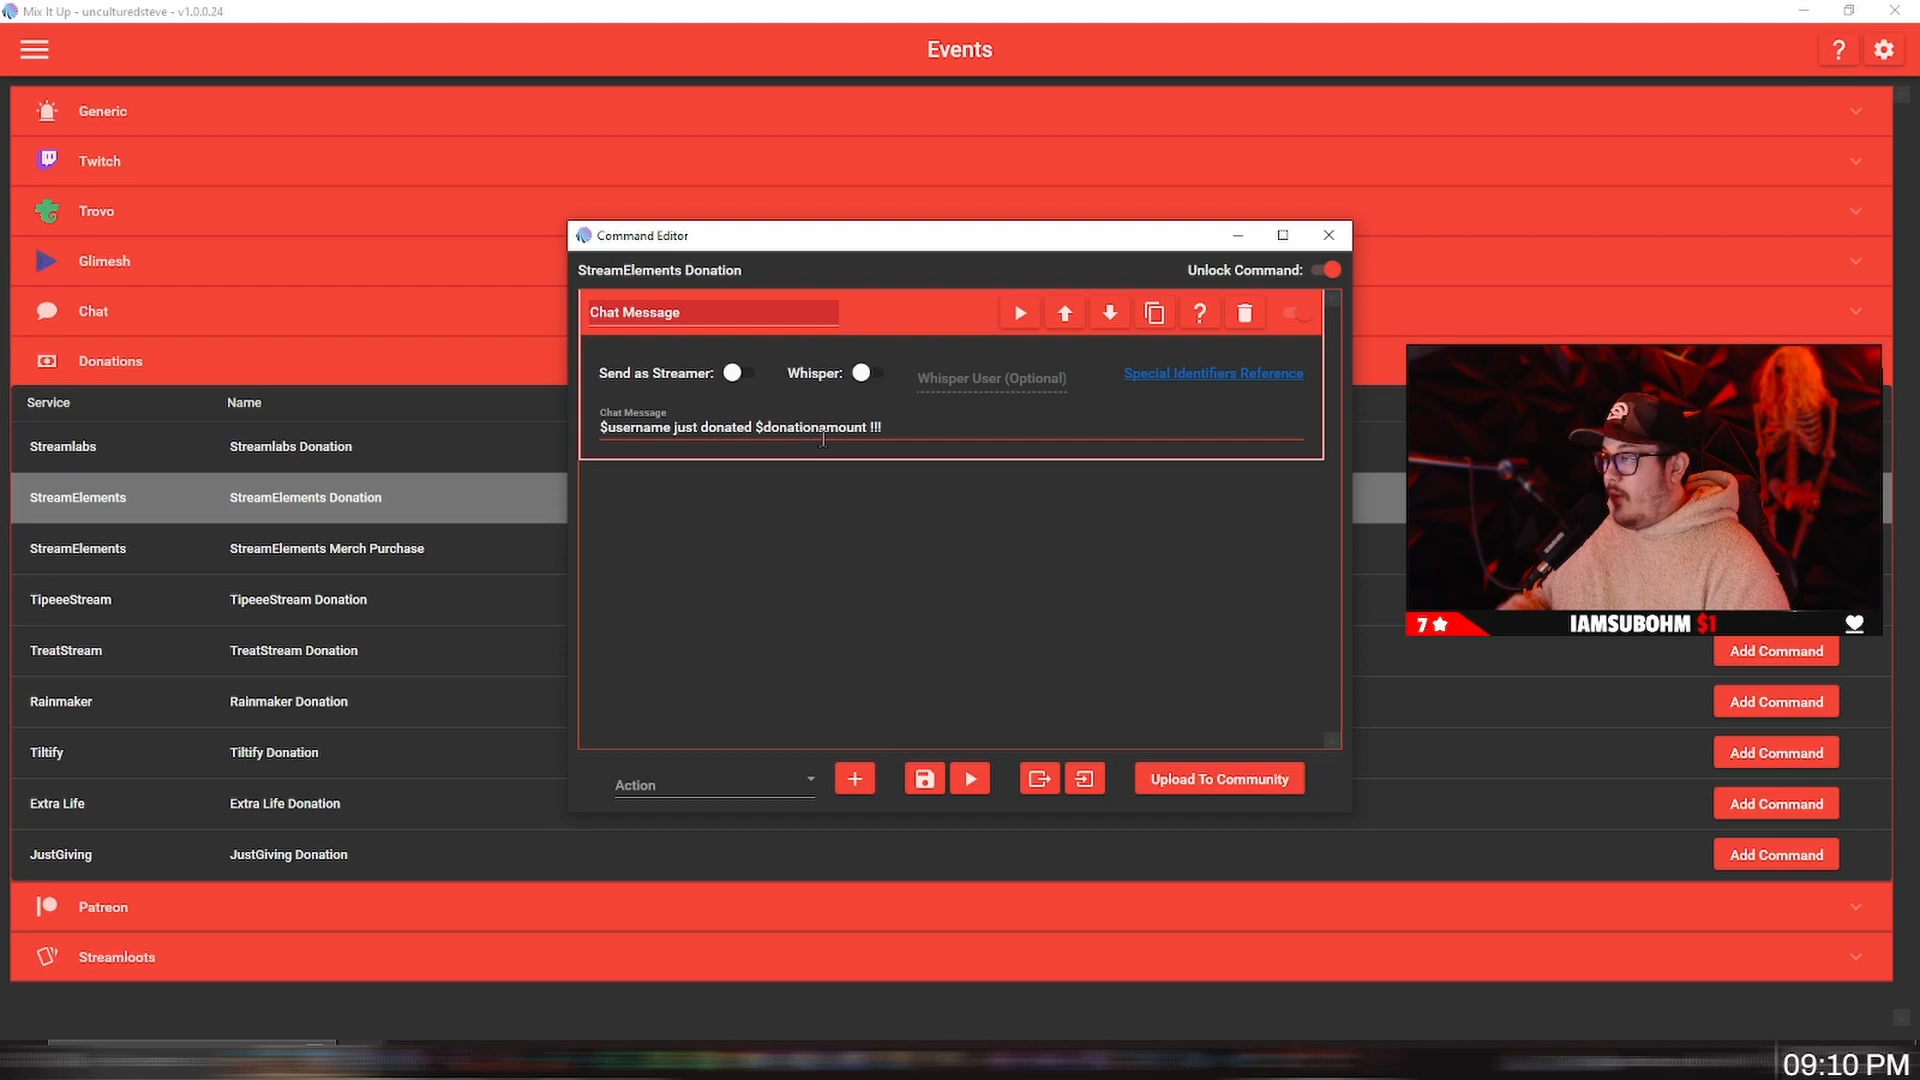 Mix It Up - unculturedsteve - v1.0.0.24
Events
?
Generic
Twitch
Trovo
Glimesh
Chat
Donations
Service Name
Streamlabs Streamlabs Donation
StreamElements StreamElements Donation
StreamElements StreamElements Merch Purchase
TipeeeStream TipeeeStream Donation
TreatStream TreatStream Donation Add Command
Rainmaker Rainmaker Donation Add Command
Tiltify Tiltify Donation Add Command
Extra Life Extra Life Donation Add Command
JustGiving JustGiving Donation Add Command
Patreon
Streamloots
Command Editor
StreamElements Donation Unlock Command:
Chat Message ?
Send as Streamer: Whisper: Whisper User (Optional) Special Identifiers Reference
Chat Message
$username just donated $donationamount !!!
Action + Upload To Community
7 IAMSUBOHM $1
09:10 PM